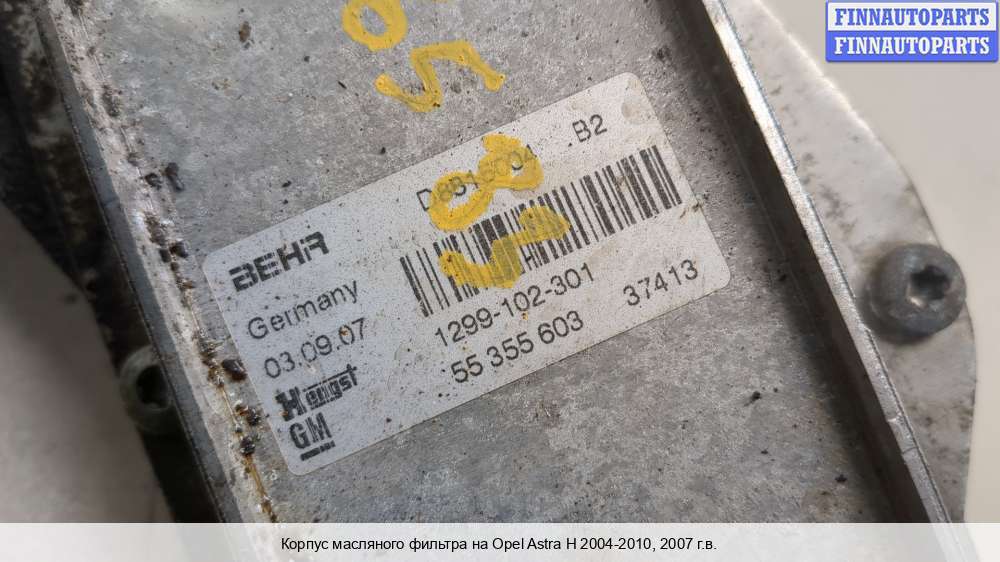 FINNAUTOPARTS
FINNAUTOPARTS
B2
BEHR
Germany
03.09.07
Hengst
GM
1299-102-301
55 355 603
37413
Корпус масляного фильтра на Opel Astra H 2004-2010, 2007 г.в.